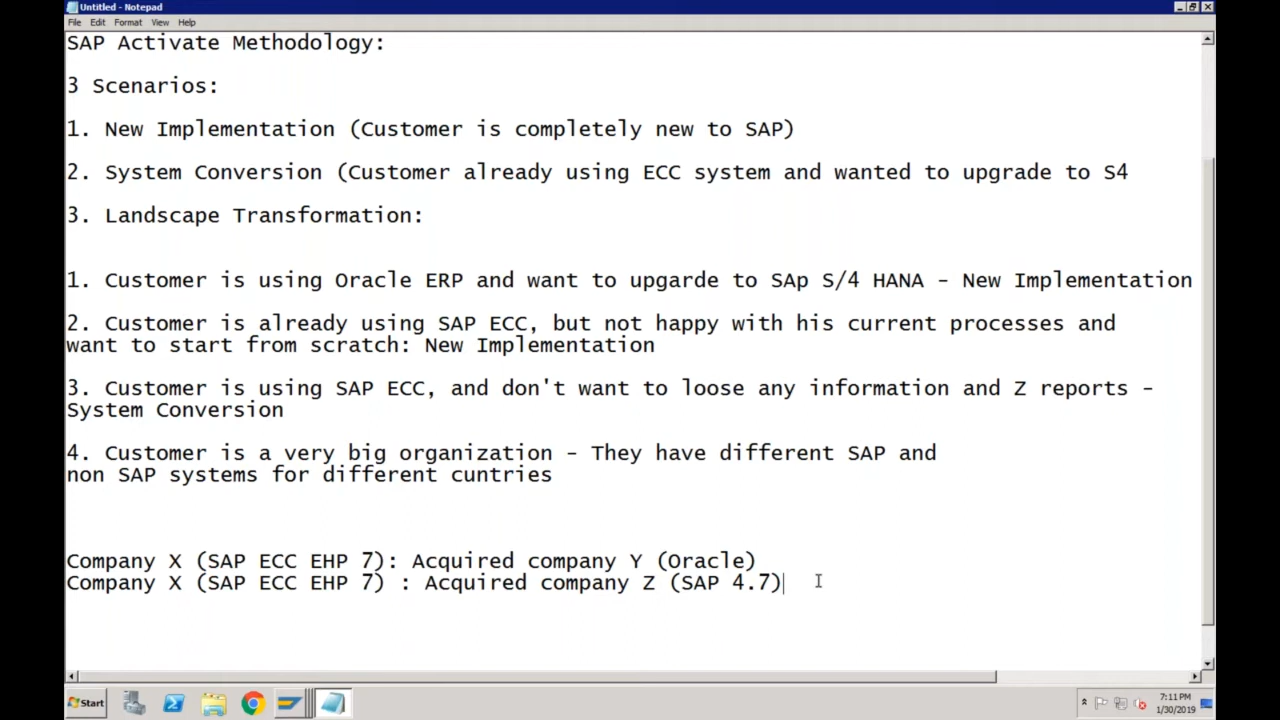 Untitled - Notepad
File Edit Format View Help
SAP Activate Methodology:
3 Scenarios:
1. New Implementation (Customer is completely new to SAP)
2. System Conversion (Customer already using ECC system and wanted to upgrade to S4
3. Landscape Transformation:
1. Customer is using Oracle ERP and want to upgarde to SAp S/4 HANA - New Implementation
2. Customer is already using SAP ECC, but not happy with his current processes and
want to start from scratch: New Implementation
3. Customer is using SAP ECC, and don't want to loose any information and Z reports -
System Conversion
4. Customer is a very big organization - They have different SAP and
non SAP systems for different cuntries
Company X (SAP ECC EHP 7): Acquired company Y (Oracle)
Company X (SAP ECC EHP 7) : Acquired company Z (SAP 4.7)
Start
7:11 PM
1/30/2019